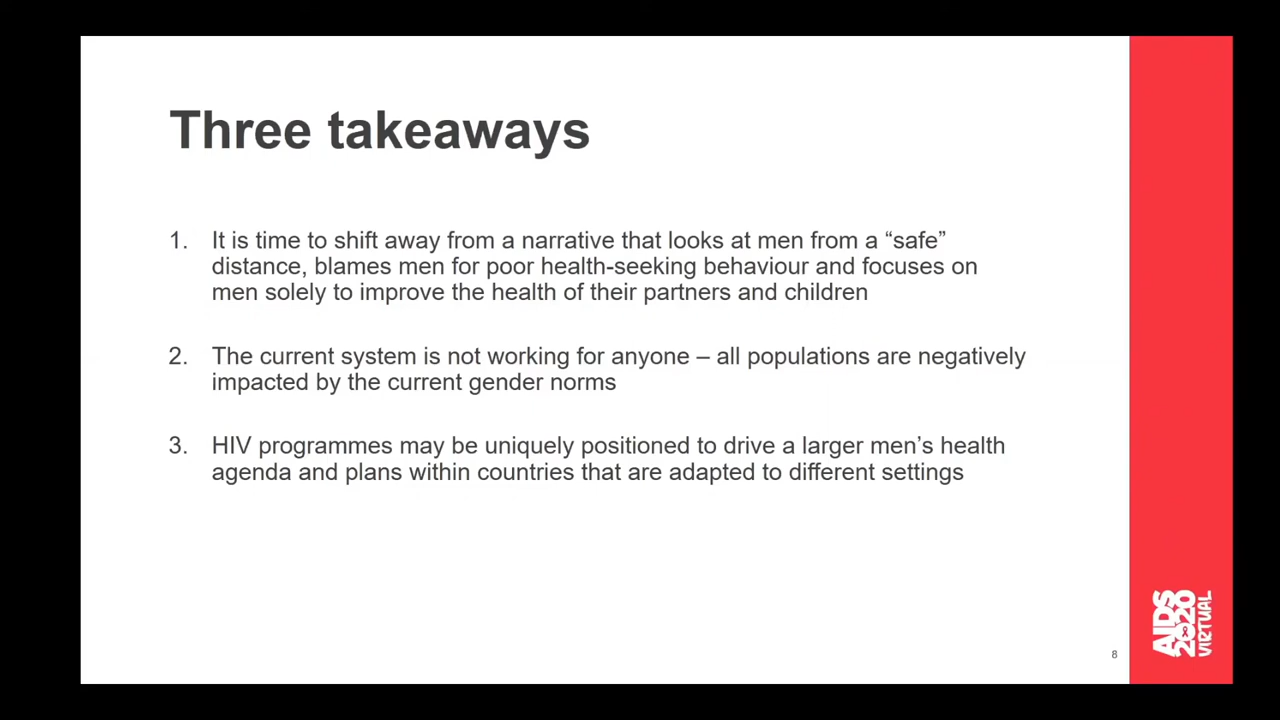 Three takeaways
1. It is time to shift away from a narrative that looks at men from a “safe”
distance, blames men for poor health-seeking behaviour and focuses on
men solely to improve the health of their partners and children
2. The current system is not working for anyone – all populations are negatively
impacted by the current gender norms
3. HIV programmes may be uniquely positioned to drive a larger men’s health
agenda and plans within countries that are adapted to different settings
8
AIDS
2020
VIRTUAL